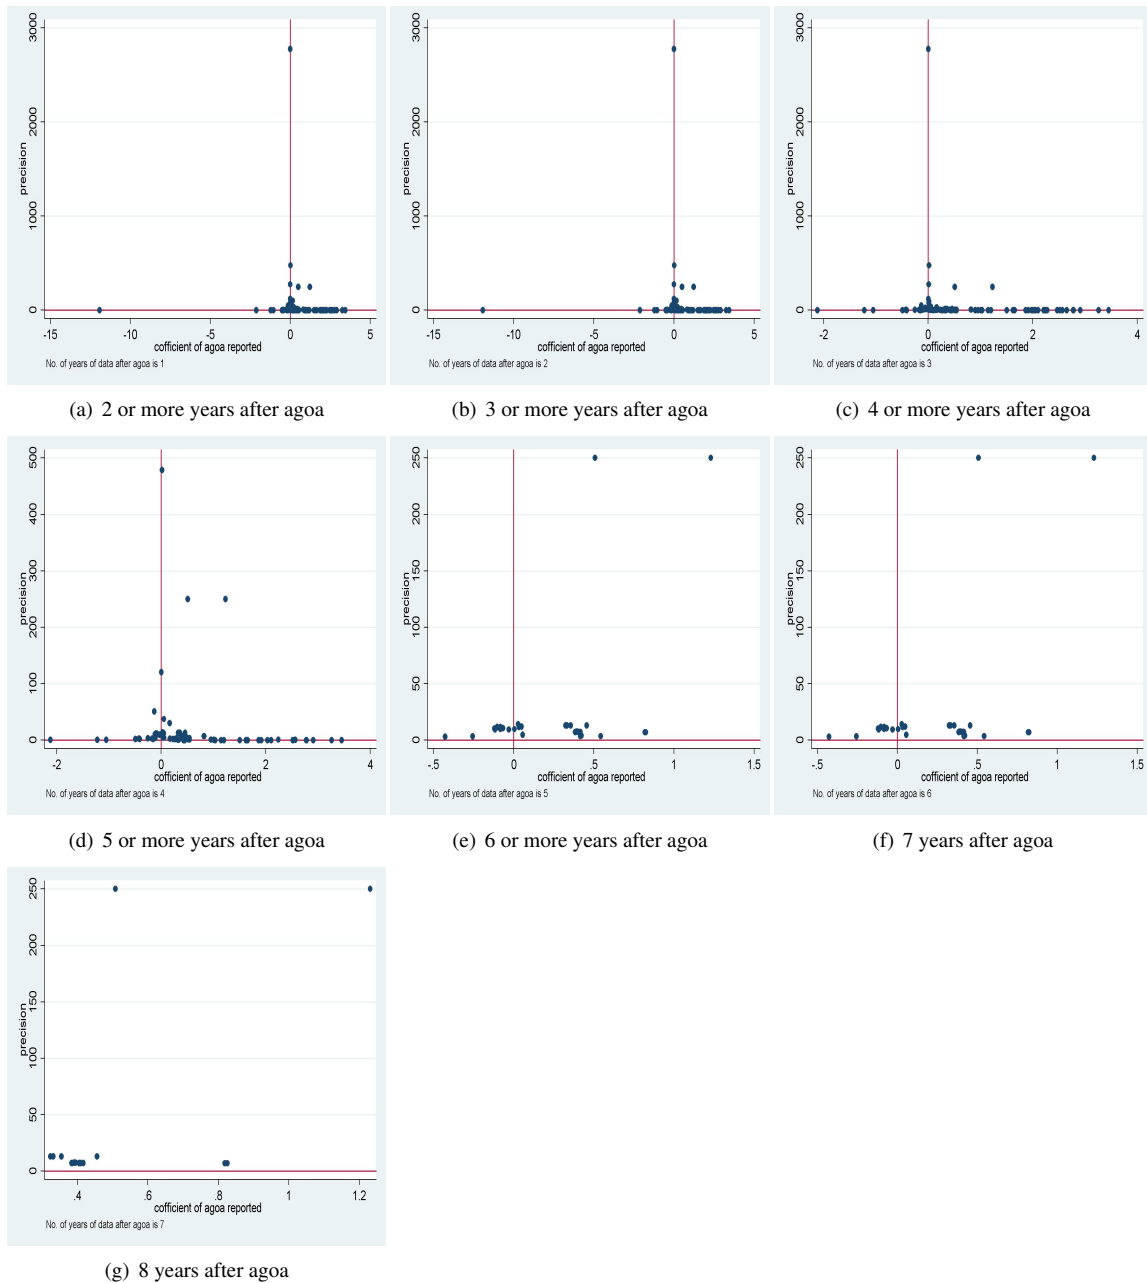 3000
2000
1000
0
precision
-15
-10
-5
0
5
cofficient of agoa reported
No. of years of data after agoa is 1
(a) 2 or more years after agoa
3000
2000
1000
0
precision
-15
-10
-5
0
5
cofficient of agoa reported
No. of years of data after agoa is 2
(b) 3 or more years after agoa
3000
2000
1000
0
precision
-2
0
2
4
cofficient of agoa reported
No. of years of data after agoa is 3
(c) 4 or more years after agoa
500
400
300
200
100
0
precision
-2
0
2
4
cofficient of agoa reported
No. of years of data after agoa is 4
(d) 5 or more years after agoa
250
200
150
100
50
0
precision
-.5
0
.5
1
1.5
cofficient of agoa reported
No. of years of data after agoa is 5
(e) 6 or more years after agoa
250
200
150
100
50
0
precision
-.5
0
.5
1
1.5
cofficient of agoa reported
No. of years of data after agoa is 6
(f) 7 years after agoa
250
200
150
100
50
0
precision
.4
.6
.8
1
1.2
cofficient of agoa reported
No. of years of data after agoa is 7
(g) 8 years after agoa